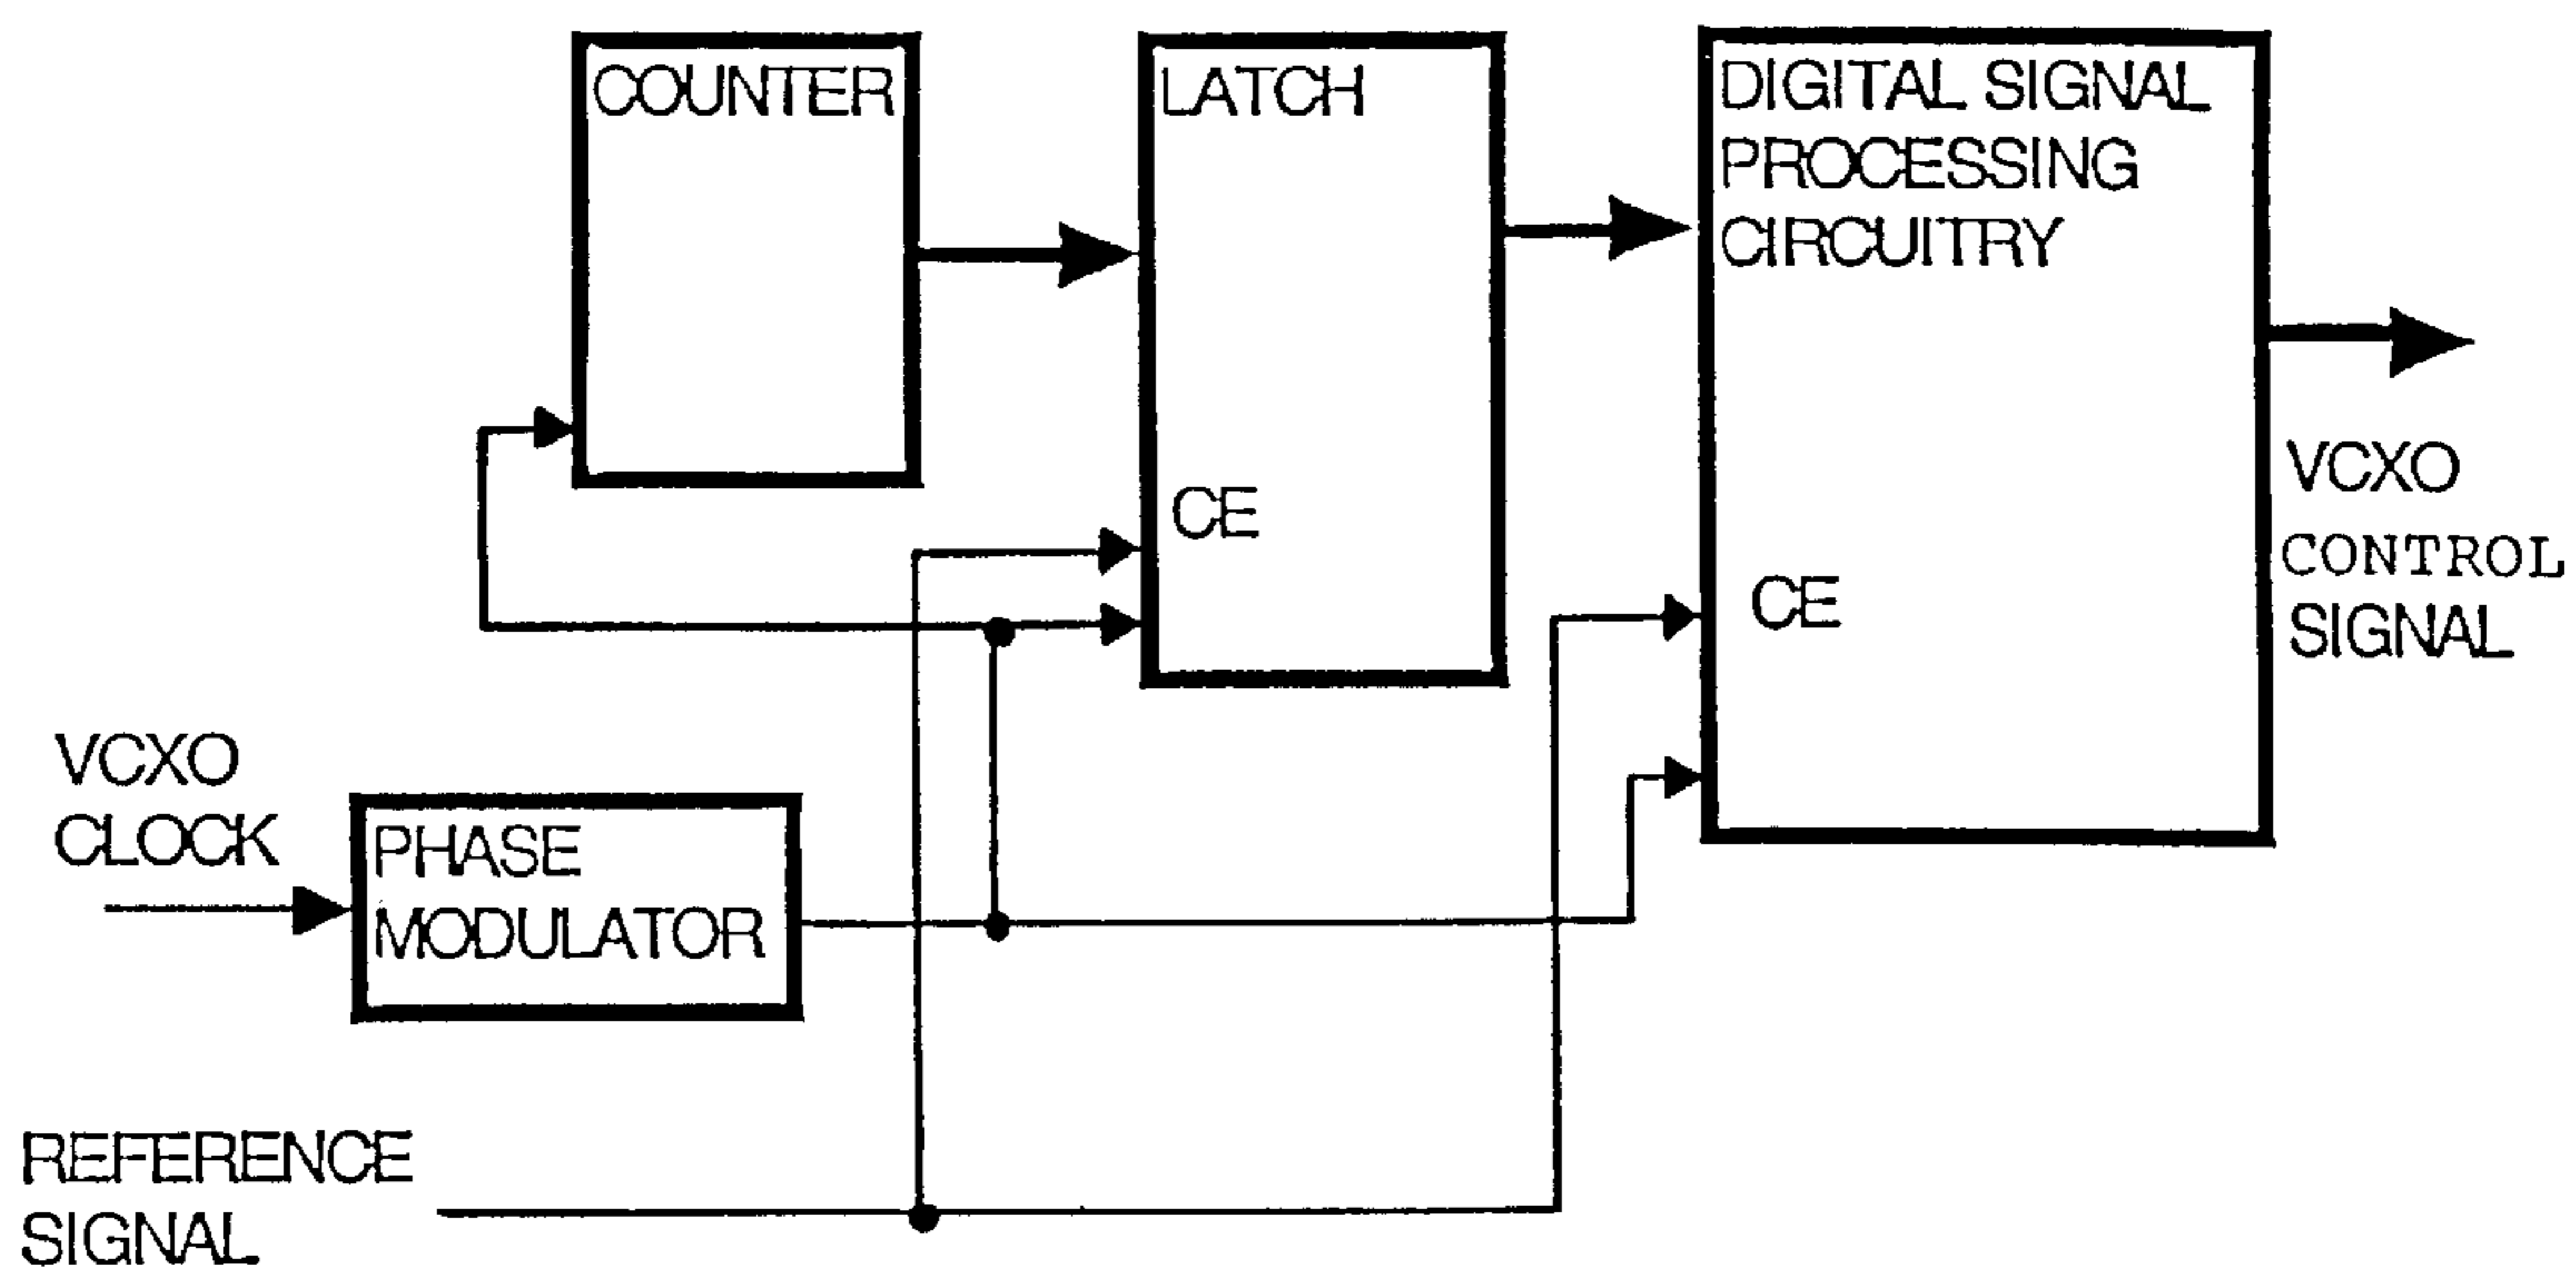 COUNTER
LATCH
CE
DIGITAL SIGNAL
PROCESSING
CIRCUITRY
CE
VCXO
CONTROL
SIGNAL
VCXO
CLOCK
PHASE
MODULATOR
REFERENCE
SIGNAL